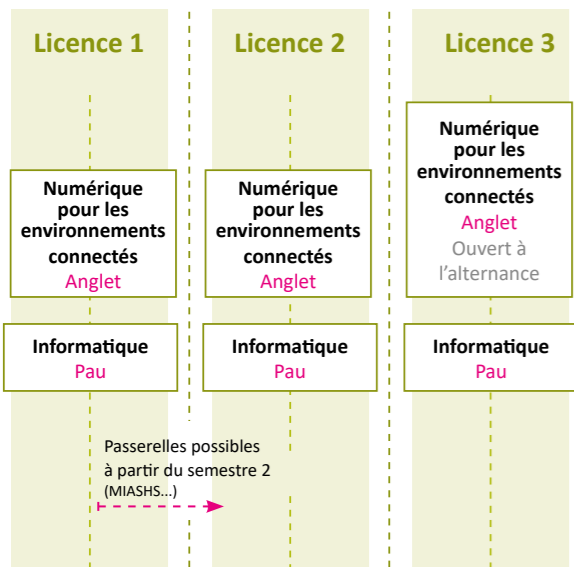 Licence 1
Licence 2
Licence 3
Numérique
pour les
environnements
connectés
Anglet
Numérique
pour les
environnements
connectés
Anglet
Numérique
pour les
environnements
connectés
Anglet
Ouvert à
l'alternance
Informatique
Pau
Informatique
Pau
Informatique
Pau
Passerelles possibles
à partir du semestre 2
(MIASHS...)